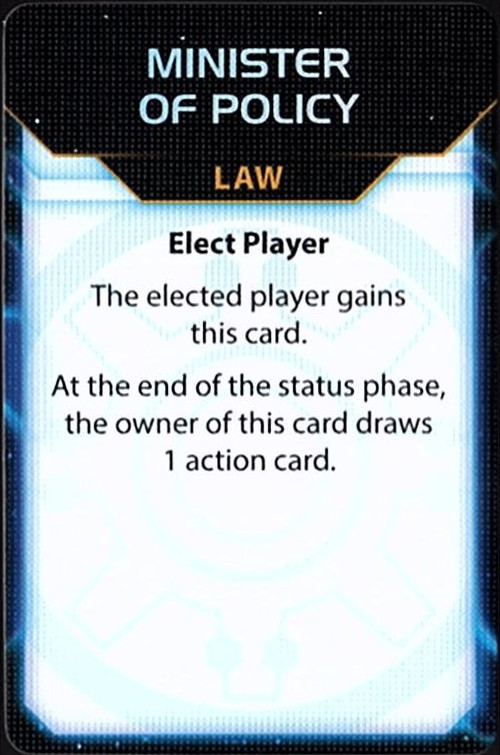 MINISTER
OF POLICY
LAW
Elect Player
The elected player gains
this card.
At the end of the status phase,
the owner of this card draws
1 action card.